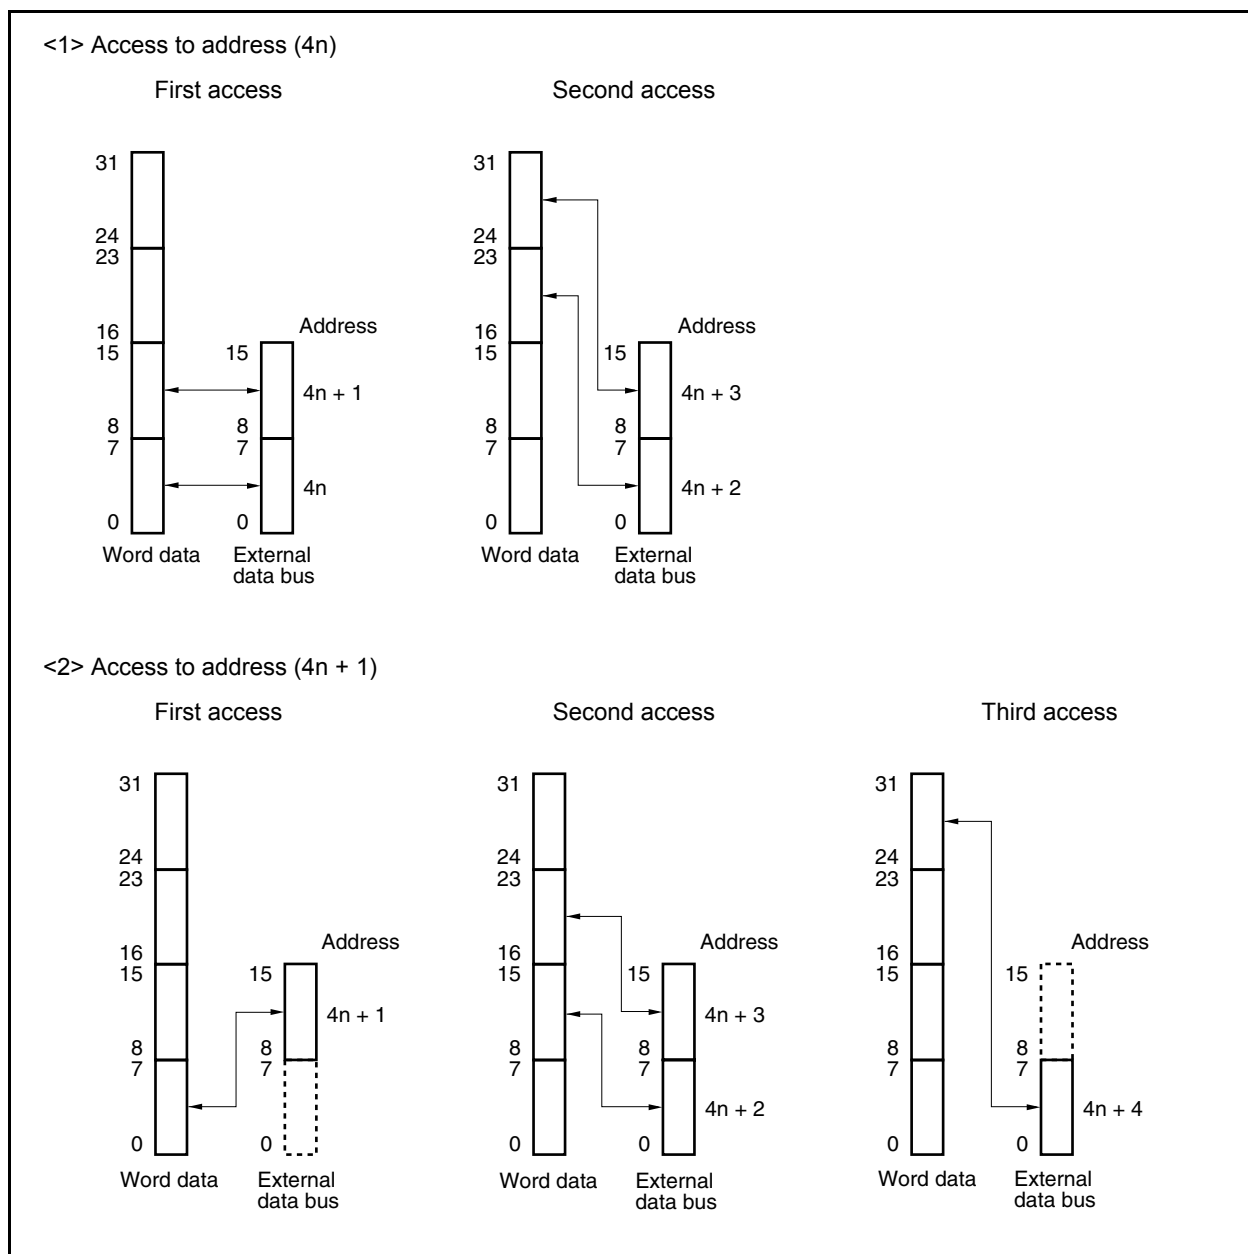 <1> Access to address (4n)
First access Second access
31 31
24 24
23 23
16 Address 16 Address
15 15 15 15
4n + 1 4n + 3
8 8 8 8
7 7 7 7
4n 4n + 2
0 0 0 0
Word data External Word data External
data bus data bus
<2> Access to address (4n + 1)
First access Second access Third access
31 31 31
24 24 24
23 23 23
Address Address Address
16 16 16
15 15 15 15 15 15
4n + 1 4n + 3
8 8 8 8 8 8
7 7 7 7 7 7
4n + 2 4n + 4
0 0 0 0 0 0
Word data External Word data External Word data External
data bus data bus data bus